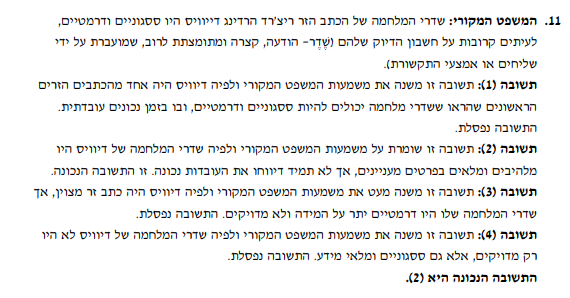 11. המשפט המקורי: שדרי המלחמה של הכתב הזר ריצ'רד הרדינג דייוויס היו ססגוניים ודרמטיים,
לעיתים קרובות על חשבון הדיוק שלהם (שֶׁדֶר– הודעה, קצרה ומתומצתת לרוב, שמועברת על ידי
שליחים או אמצעי התקשורת).
תשובה (1): תשובה זו משנה את משמעות המשפט המקורי ולפיה דיוויס היה אחד מהכתבים הזרים
הראשונים שהראו ששדרי מלחמה יכולים להיות ססגוניים ודרמטיים, ובו בזמן נכונים עובדתית.
התשובה נפסלת.
תשובה (2): תשובה זו שומרת על משמעות המשפט המקורי ולפיה שדרי המלחמה של דיוויס היו
מלהיבים ומלאים בפרטים מעניינים, אך לא תמיד דיווחו את העובדות נכונה. זו התשובה הנכונה.
תשובה (3): תשובה זו משנה מעט את משמעות המשפט המקורי ולפיה דיוויס היה כתב זר מצוין, אך
שדרי המלחמה שלו היו דרמטיים יתר על המידה ולא מדויקים. התשובה נפסלת.
תשובה (4): תשובה זו משנה את משמעות המשפט המקורי ולפיה שדרי המלחמה של דיוויס לא היו
רק מדויקים, אלא גם ססגוניים ומלאי מידע. התשובה נפסלת.
התשובה הנכונה היא (2).